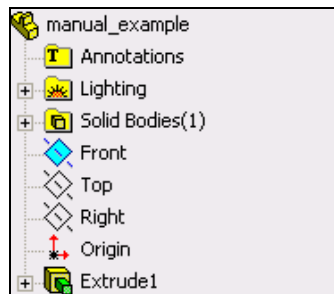 manual_example
Annotations
Lighting
Solid Bodies(1)
Front
Top
Right
Origin
Extrude1